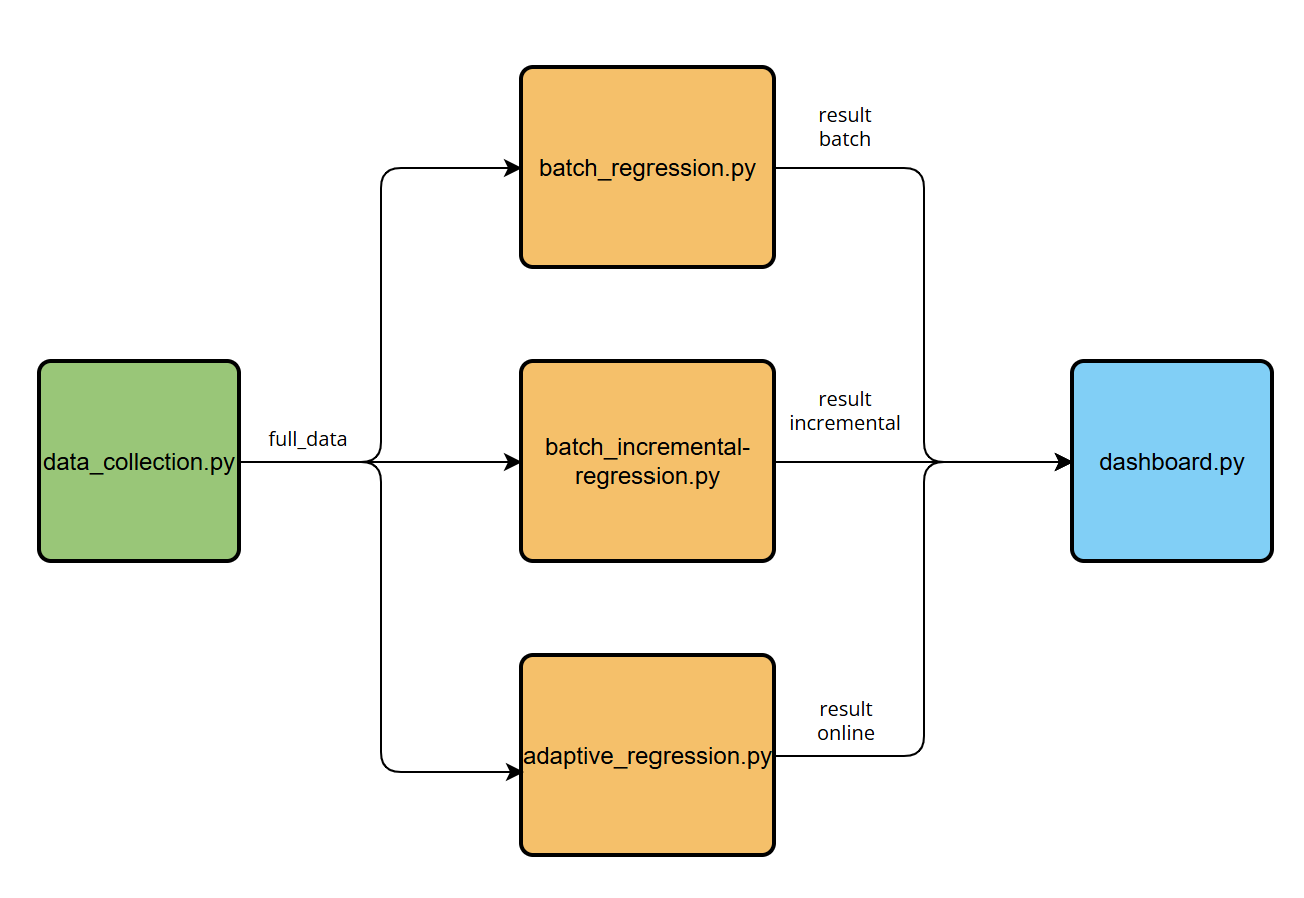 result
batch
batch_regression.py
data_collection.py
full_data
batch_incremental-
regression.py
result
incremental
dashboard.py
adaptive_regression.py
result
online